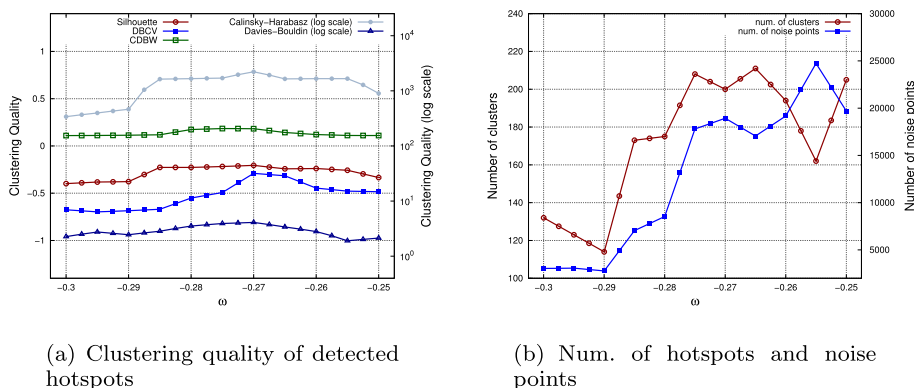 Silhouette
DBCV
CDBW
Calinsky-Harabasz (log scale)
Davies-Bouldin (log scale)
1
0.5
0
−0.5
−1
10^4
10^3
10^2
10^1
10^0
Clustering Quality
Clustering Quality (log scale)
−0.3
−0.29
−0.28
−0.27
−0.26
−0.25
ω
(a) Clustering quality of detected
hotspots
num. of clusters
num. of noise points
240
220
200
180
160
140
120
100
30000
25000
20000
15000
10000
5000
Number of clusters
Number of noise points
−0.3
−0.29
−0.28
−0.27
−0.26
−0.25
ω
(b) Num. of hotspots and noise
points